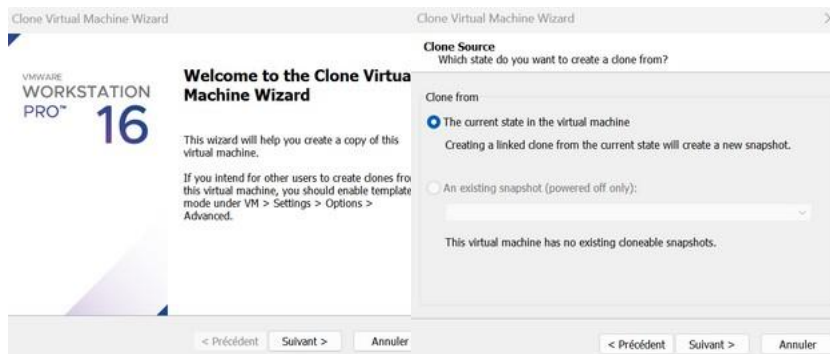 Clone Virtual Machine Wizard
VMWARE
WORKSTATION
PRO™ 16
Welcome to the Clone Virtua
Machine Wizard
This wizard will help you create a copy of this
virtual machine.
If you intend for other users to create clones fro
this virtual machine, you should enable template
mode under VM > Settings > Options >
Advanced.
< Précédent Suivant > Annuler
Clone Virtual Machine Wizard
Clone Source
Which state do you want to create a clone from?
Clone from
The current state in the virtual machine
Creating a linked clone from the current state will create a new snapshot.
An existing snapshot (powered off only):
This virtual machine has no existing cloneable snapshots.
< Précédent Suivant > Annuler